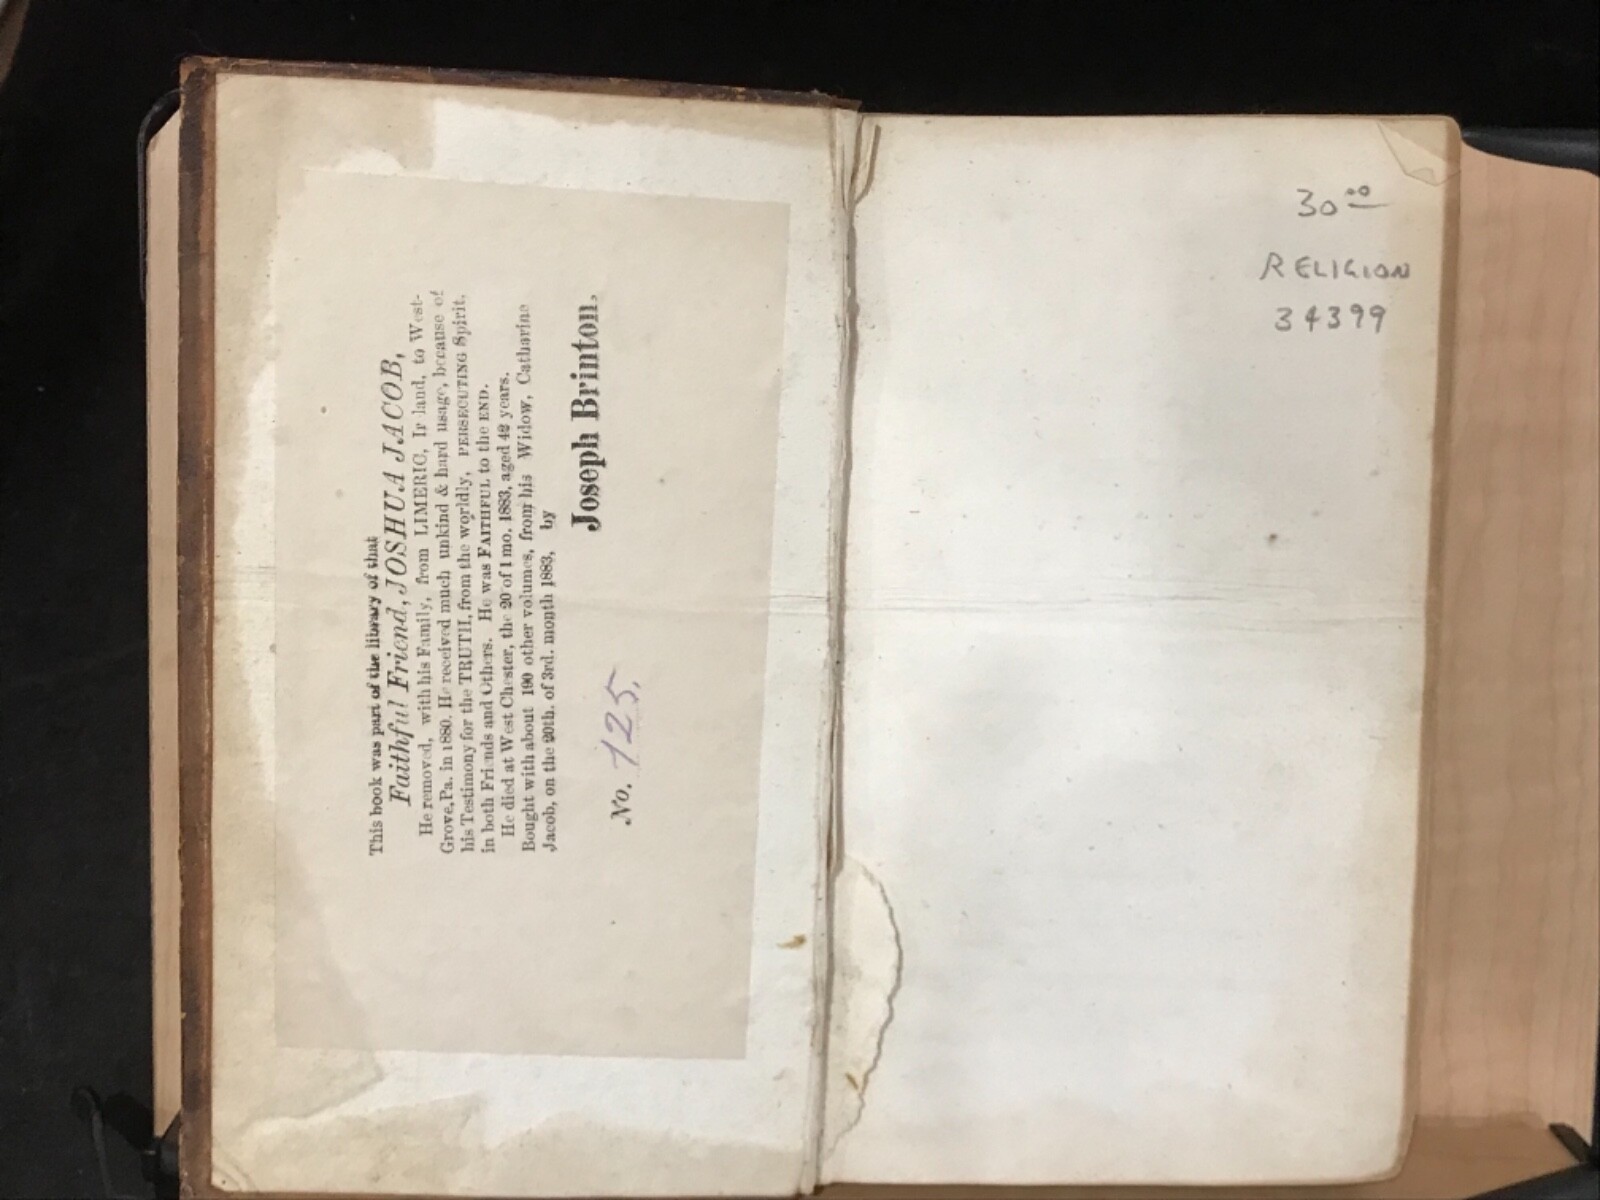 This book was part of the library of that
Faithful Friend, JOSHUA JACOB,
He removed, with his Family, from LIMERIC, Ireland, to West-
Grove, Pa. in 1880. He received much unkind & hard usage, because of
his Testimony for the TRUTH, from the worldly, PERSECUTING Spirit,
in both Friends and Others. He was FAITHFUL to the END.
He died at West Chester, the 20 of 1 mo. 1883, aged 42 years.
Bought with about 190 other volumes, from his Widow, Catharine
Jacob, on the 20th. of 3rd. month 1883, by
Joseph Brinton,
No. 125.
30 00
RELIGION
34399